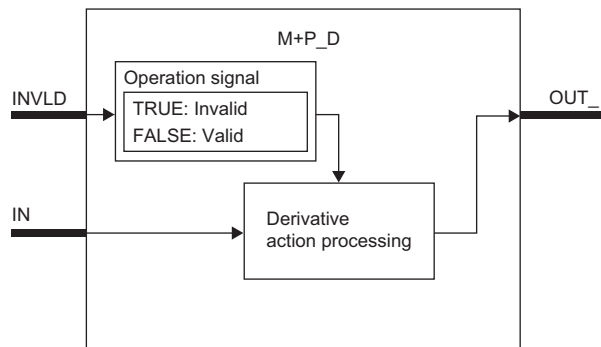 M+P_D
Operation signal
INVLD
TRUE: Invalid
FALSE: Valid
OUT_
IN
Derivative
action processing